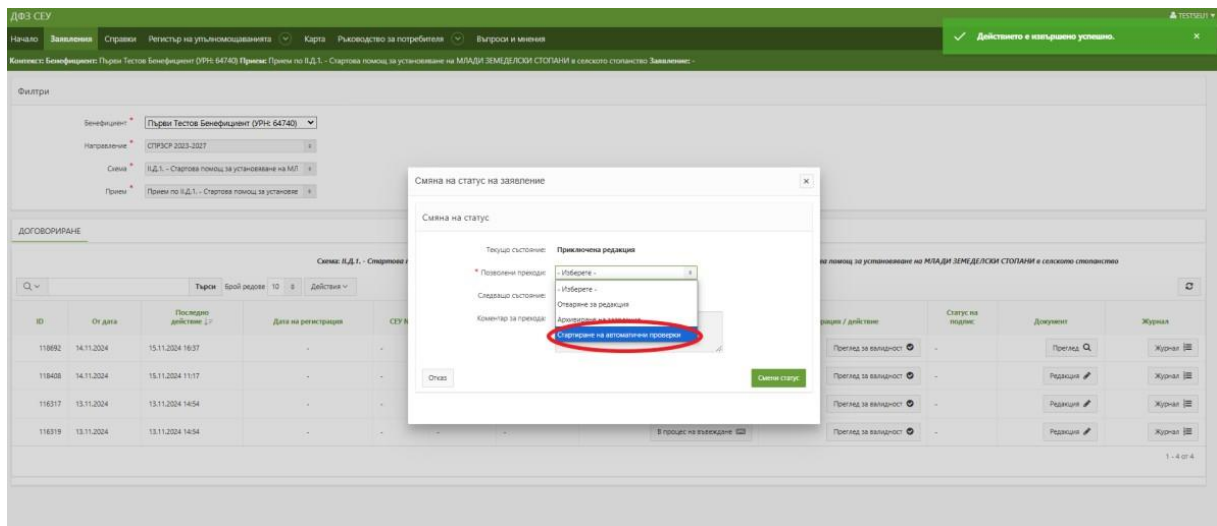 ДФЗ СЕУ
TESTSEU1
Начало Заявления Справки Регистър на упълномощаванията Карта Ръководство за потребителя Въпроси и мнения
Действието е извършено успешно.
Контекст: Бенефициент: Първи Тестов Бенефициент (УРН: 64740) Прием: Прием по II.Д.1. - Стартова помощ за установяване на МЛАДИ ЗЕМЕДЕЛСКИ СТОПАНИ в селското стопанство Заявление: -
Филтри
Бенефициент * Първи Тестов Бенефициент (УРН: 64740)
Направление * СПРЗСР 2023-2027
Схема * II.Д.1. - Стартова помощ за установяване на МЛ
Прием * Прием по II.Д.1. - Стартова помощ за установяв
Смяна на статус на заявление
Смяна на статус
Текущо състояние: Приключена редакция
* Позволени преходи: - Изберете -
- Изберете -
Следващо състояние:
Отваряне за редакция
Коментар за прехода:
Архивиране на заявление
Стартиране на автоматични проверки
Отказ Смени статус
ДОГОВОРИРАНЕ
Схема: II.Д.1. - Стартова помощ за установяване на МЛАДИ ЗЕМЕДЕЛСКИ СТОПАНИ в селското стопанство
Търси Брой редове 10 Действия
ID От дата Последно действие Дата на регистрация СЕУ Статус на подпис Документ Журнал
118692 14.11.2024 15.11.2024 16:37 - - Преглед за валидност - Преглед Журнал
118408 14.11.2024 15.11.2024 11:17 - - Преглед за валидност - Редакция Журнал
116317 13.11.2024 13.11.2024 14:54 - - Преглед за валидност - Редакция Журнал
116319 13.11.2024 13.11.2024 14:54 - - - - В процес на въвеждане Преглед за валидност - Редакция Журнал
1 - 4 от 4